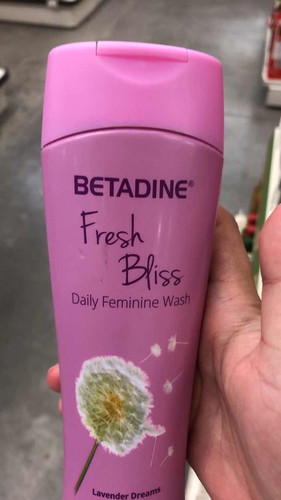 BETADINE®
Fresh
Bliss
Daily Feminine Wash
Lavender Dreams